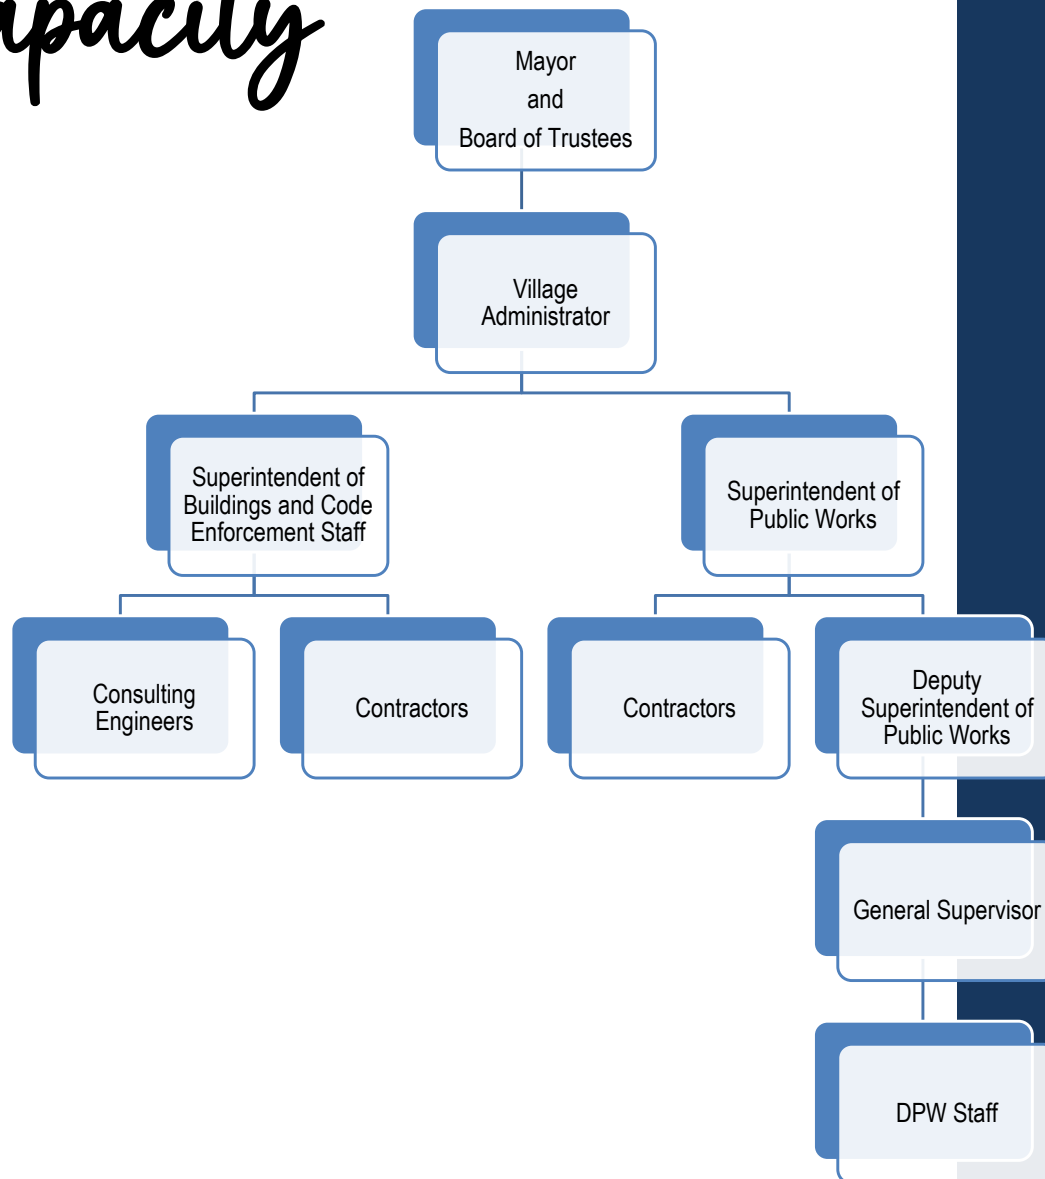 Mayor
and
Board of Trustees
Village
Administrator
Superintendent of
Buildings and Code
Enforcement Staff
Superintendent of
Public Works
Consulting
Engineers
Contractors
Contractors
Deputy
Superintendent of
Public Works
General Supervisor
DPW Staff